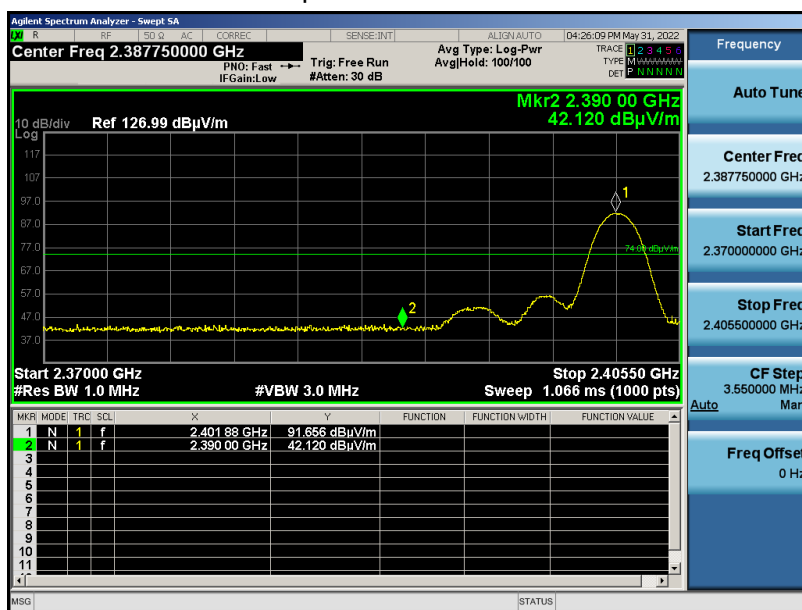 Agilent Spectrum Analyzer - Swept SA
LXI R RF 50 Ω AC CORREC SENSE:INT ALIGN AUTO 04:26:09 PM May 31, 2022
Center Freq 2.387750000 GHz
PNO: Fast
IFGain:Low
Trig: Free Run
#Atten: 30 dB
Avg Type: Log-Pwr
Avg|Hold: 100/100
TRACE 1 2 3 4 5 6
TYPE M WWWWW
DET P N N N N N
Mkr2 2.390 00 GHz
42.120 dBµV/m
10 dB/div Ref 126.99 dBµV/m
Log
117
107
97.0
87.0
77.0
67.0
57.0
47.0
37.0
1
74.00 dBµV/m
2
Start 2.37000 GHz Stop 2.40550 GHz
#Res BW 1.0 MHz #VBW 3.0 MHz Sweep 1.066 ms (1000 pts)
MKR MODE TRC SCL X Y FUNCTION FUNCTION WIDTH FUNCTION VALUE
1 N 1 f 2.401 88 GHz 91.656 dBµV/m
2 N 1 f 2.390 00 GHz 42.120 dBµV/m
3
4
5
6
7
8
9
10
11
MSG STATUS
Frequency
Auto Tune
Center Freq
2.387750000 GHz
Start Freq
2.370000000 GHz
Stop Freq
2.405500000 GHz
CF Step
3.550000 MHz
Auto Man
Freq Offset
0 Hz